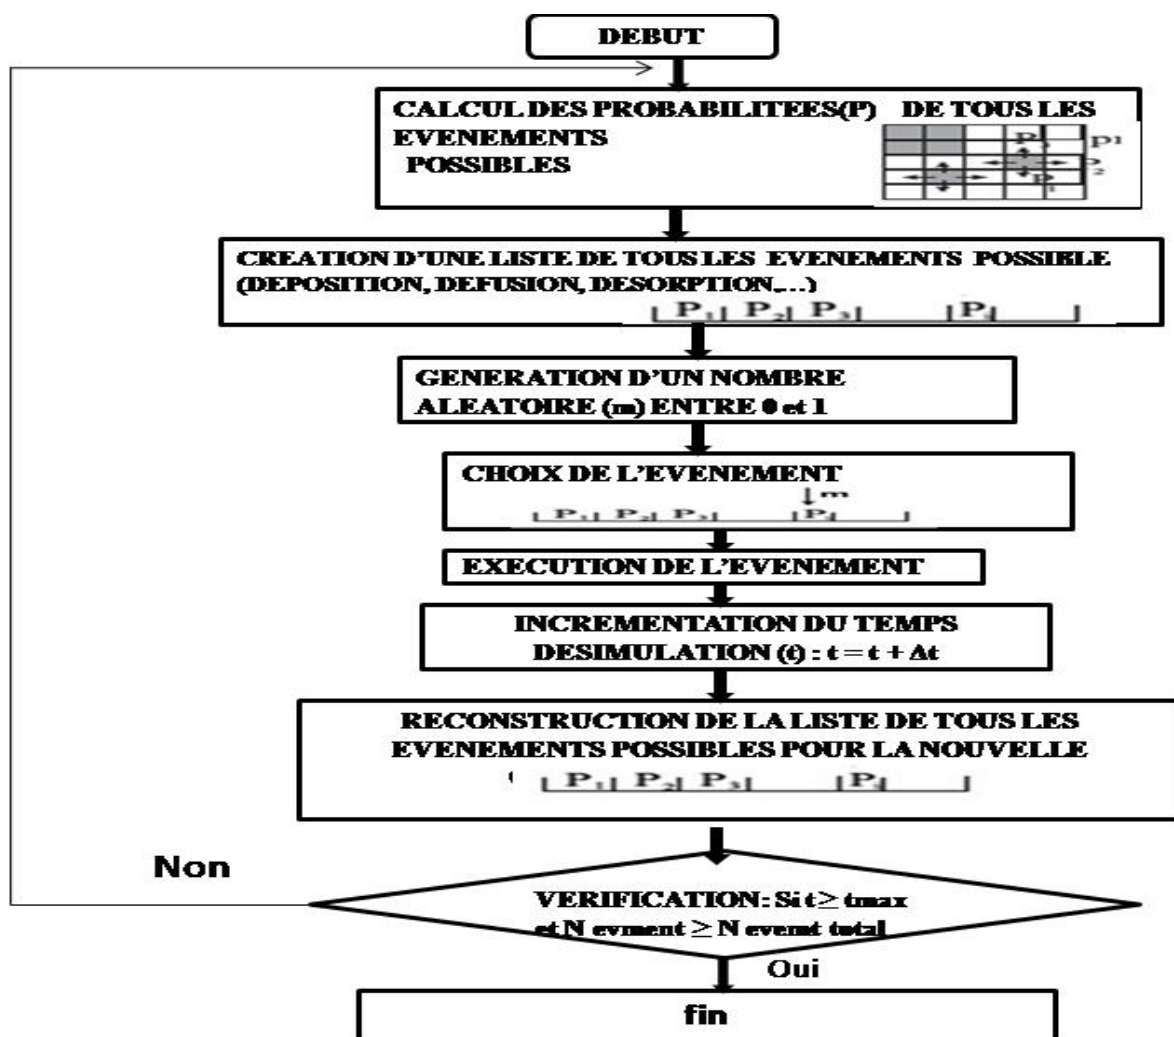 DEBUT
CALCUL DES PROBABILITEES(P) DE TOUS LES
EVENEMENTS
POSSIBLES
P P1
P 2
P1
CREATION D'UNE LISTE DE TOUS LES EVENEMENTS POSSIBLE
(DEPOSITION, DEFUSION, DESORPTION,...)
P1 P2 P3 Pi
GENERATION D'UN NOMBRE
ALEATOIRE (m) ENTRE 0 et 1
CHOIX DE L'EVENEMENT
m
P1 P2 P3 Pi
EXECUTION DE L'EVENEMENT
INCREMENTATION DU TEMPS
DESIMULATION (t) : t = t + Δt
RECONSTRUCTION DE LA LISTE DE TOUS LES
EVENEMENTS POSSIBLES POUR LA NOUVELLE
P1 P2 P3 Pi
Non
VERIFICATION: Si t ≥ tmax
et N evment ≥ N evemt total
Oui
fin